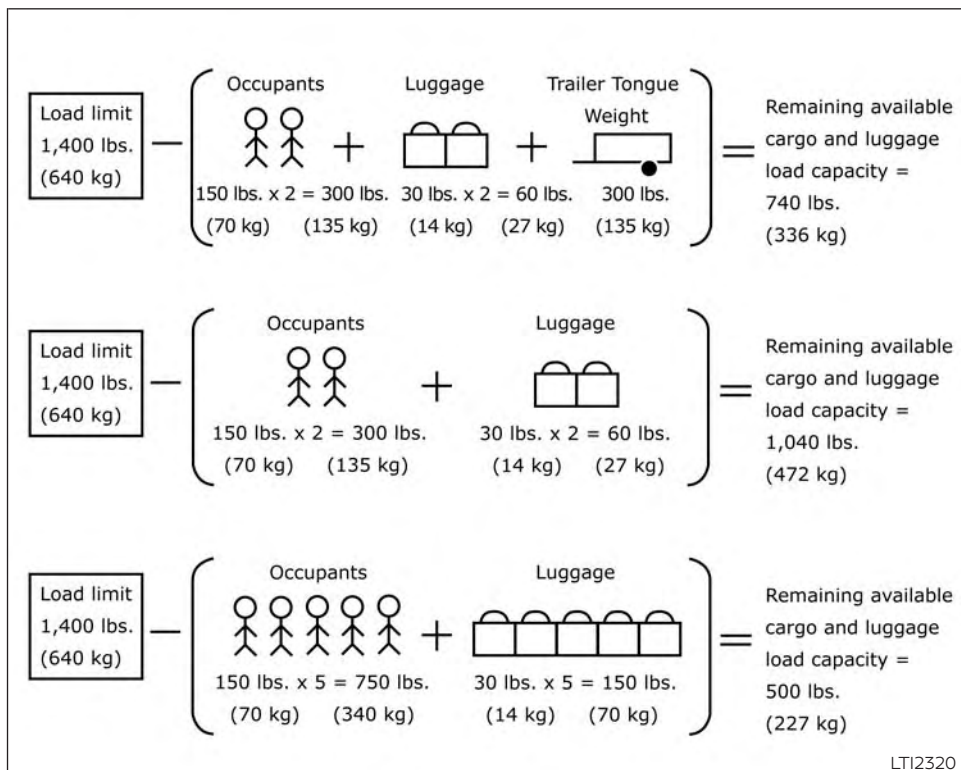 Occupants Luggage Trailer Tongue
Weight
Load limit
1,400 lbs.
(640 kg)
150 lbs. x 2 = 300 lbs. 30 lbs. x 2 = 60 lbs. 300 lbs.
(70 kg) (135 kg) (14 kg) (27 kg) (135 kg)
Remaining available
cargo and luggage
load capacity =
740 lbs.
(336 kg)
Occupants Luggage
Load limit
1,400 lbs.
(640 kg)
150 lbs. x 2 = 300 lbs. 30 lbs. x 2 = 60 lbs.
(70 kg) (135 kg) (14 kg) (27 kg)
Remaining available
cargo and luggage
load capacity =
1,040 lbs.
(472 kg)
Occupants Luggage
Load limit
1,400 lbs.
(640 kg)
150 lbs. x 5 = 750 lbs. 30 lbs. x 5 = 150 lbs.
(70 kg) (340 kg) (14 kg) (70 kg)
Remaining available
cargo and luggage
load capacity =
500 lbs.
(227 kg)
LTI2320